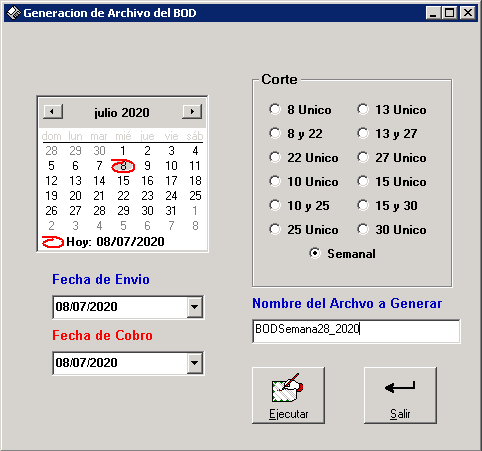 Generacion de Archivo del BOD
julio 2020
dom lun mar mié jue vie sáb
28 29 30 1 2 3 4
5 6 7 8 9 10 11
12 13 14 15 16 17 18
19 20 21 22 23 24 25
26 27 28 29 30 31 1
2 3 4 5 6 7 8
Hoy: 08/07/2020
Fecha de Envio
08/07/2020
Fecha de Cobro
08/07/2020
Corte
8 Unico 13 Unico
8 y 22 13 y 27
22 Unico 27 Unico
10 Unico 15 Unico
10 y 25 15 y 30
25 Unico 30 Unico
Semanal
Nombre del Archvo a Generar
BODSemana28_2020
Ejecutar
Salir